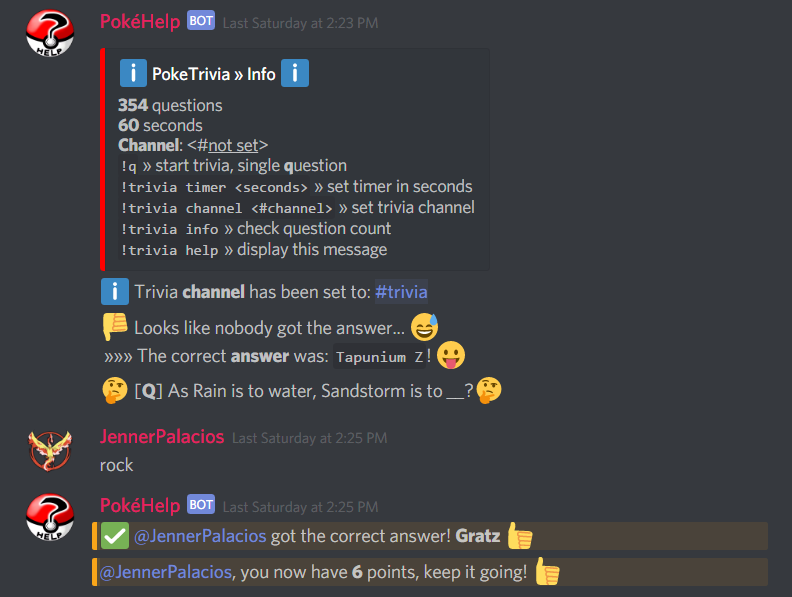 PokéHelp BOT Last Saturday at 2:23 PM
HELP
PokeTrivia » Info
354 questions
60 seconds
Channel: <#not set>
!q » start trivia, single question
!trivia timer <seconds> » set timer in seconds
!trivia channel <#channel> » set trivia channel
!trivia info » check question count
!trivia help » display this message
Trivia channel has been set to: #trivia
Looks like nobody got the answer...
»»» The correct answer was: Tapunium Z!
[Q] As Rain is to water, Sandstorm is to __?
JennerPalacios Last Saturday at 2:25 PM
rock
PokéHelp BOT Last Saturday at 2:25 PM
HELP
@JennerPalacios got the correct answer! Gratz
@JennerPalacios, you now have 6 points, keep it going!